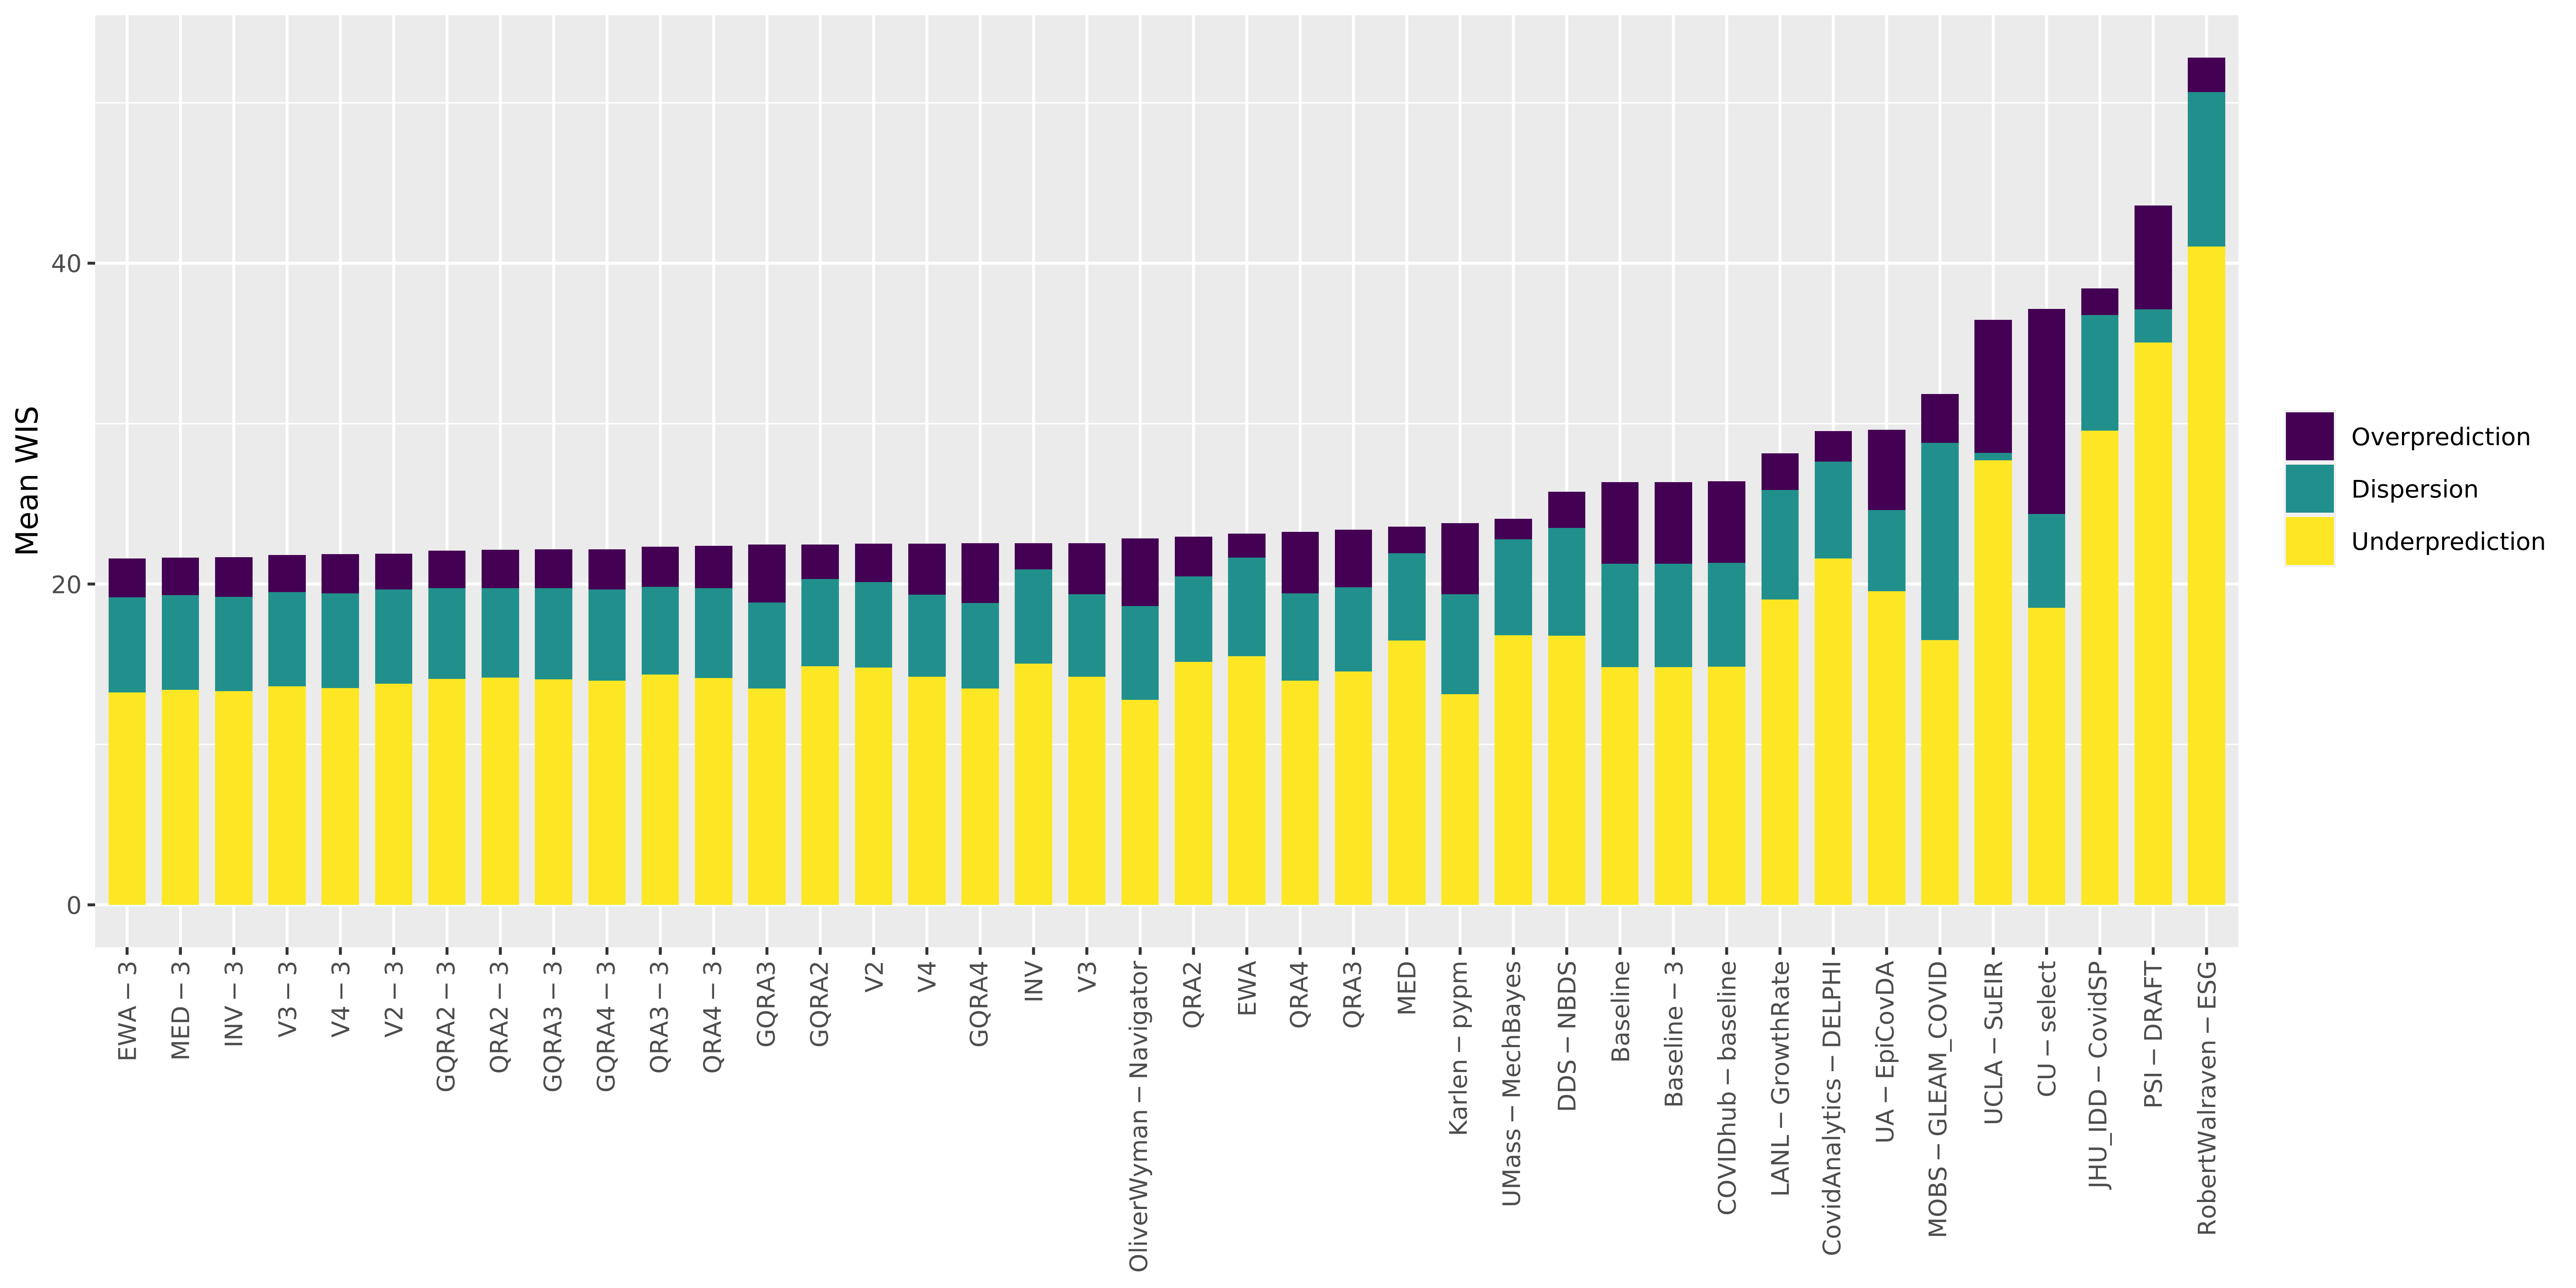 Mean WIS
40
20
0
EWA − 3
MED − 3
INV − 3
V3 − 3
V4 − 3
V2 − 3
GQRA2 − 3
QRA2 − 3
GQRA3 − 3
GQRA4 − 3
QRA3 − 3
QRA4 − 3
GQRA3
GQRA2
V2
V4
GQRA4
INV
V3
OliverWyman − Navigator
QRA2
EWA
QRA4
QRA3
MED
Karlen − pypm
UMass − MechBayes
DDS − NBDS
Baseline
Baseline − 3
COVIDhub − baseline
LANL − GrowthRate
CovidAnalytics − DELPHI
UA − EpiCovDA
MOBS − GLEAM_COVID
UCLA − SuEIR
CU − select
JHU_IDD − CovidSP
PSI − DRAFT
RobertWalraven − ESG
Overprediction
Dispersion
Underprediction